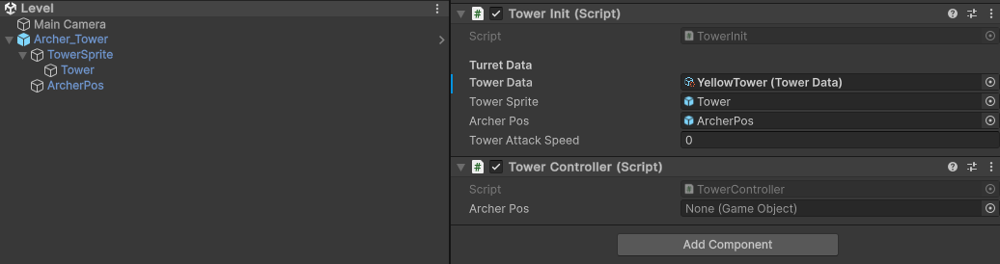 Level
Main Camera
Archer_Tower
TowerSprite
Tower
ArcherPos
Tower Init (Script)
Script TowerInit
Turret Data
Tower Data YellowTower (Tower Data)
Tower Sprite Tower
Archer Pos ArcherPos
Tower Attack Speed 0
Tower Controller (Script)
Script TowerController
Archer Pos None (Game Object)
Add Component